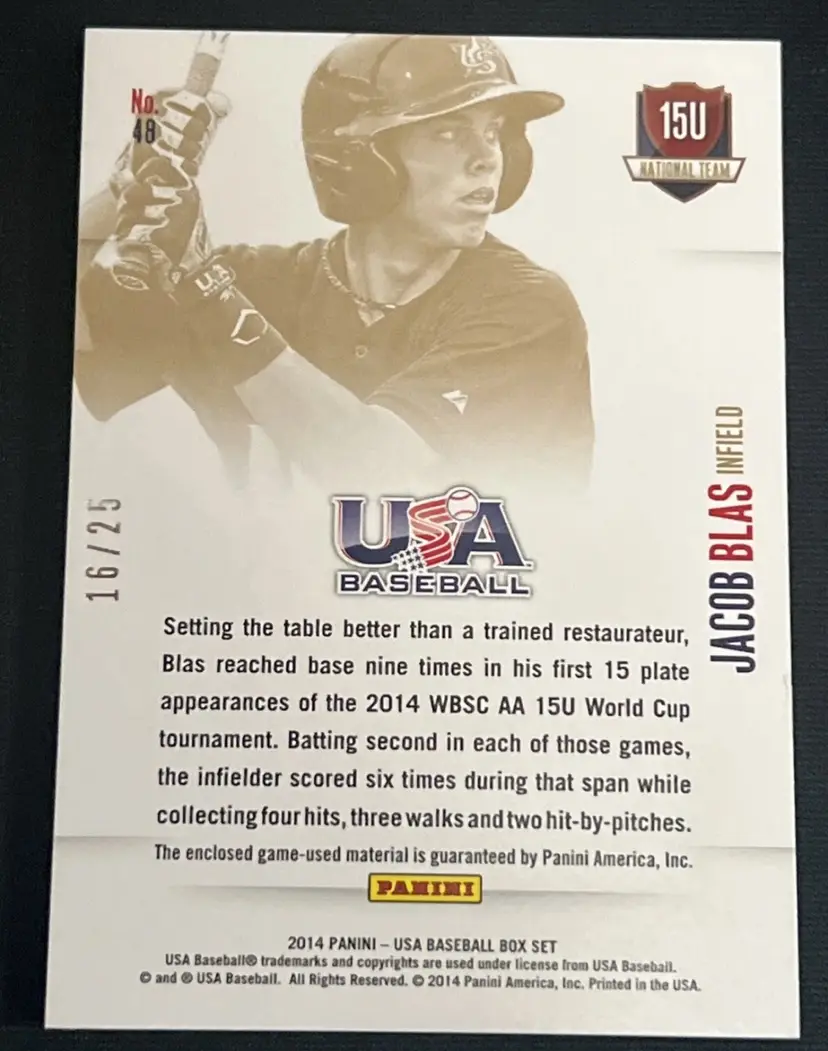 No.
48
15U
NATIONAL TEAM
US
USA
16/25
JACOB BLAS INFIELD
USA
BASEBALL
Setting the table better than a trained restaurateur,
Blas reached base nine times in his first 15 plate
appearances of the 2014 WBSC AA 15U World Cup
tournament. Batting second in each of those games,
the infielder scored six times during that span while
collecting four hits, three walks and two hit-by-pitches.
The enclosed game-used material is guaranteed by Panini America, Inc.
PANINI
2014 PANINI – USA BASEBALL BOX SET
USA Baseball® trademarks and copyrights are used under license from USA Baseball.
© and ® USA Baseball. All Rights Reserved. © 2014 Panini America, Inc. Printed in the USA.